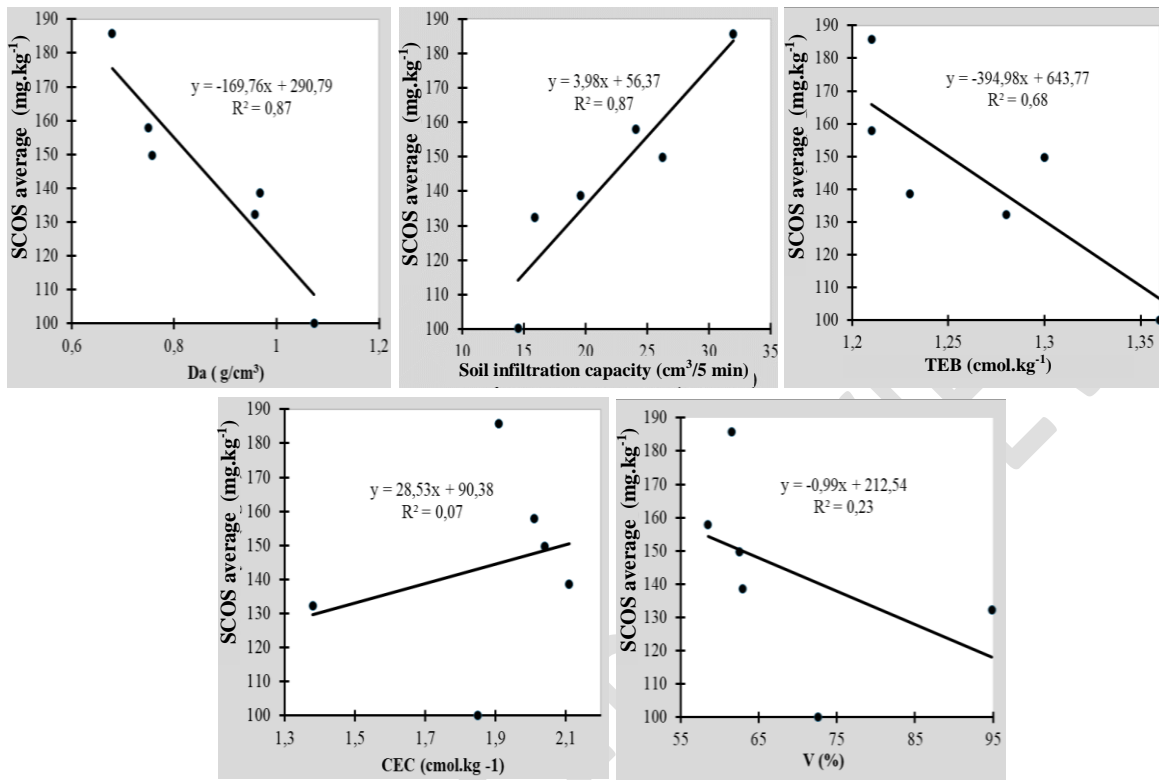 SCOS average (mg.kg-1)
190
180
170
160
150
140
130
120
110
100
y = -169,76x + 290,79
R² = 0,87
0,6 0,8 1 1,2
Da ( g/cm³)
SCOS average (mg.kg-1)
190
180
170
160
150
140
130
120
110
100
y = 3,98x + 56,37
R² = 0,87
10 15 20 25 30 35
Soil infiltration capacity (cm³/5 min)
)
SCOS average (mg.kg-1)
190
180
170
160
150
140
130
120
110
100
y = -394,98x + 643,77
R² = 0,68
1,2 1,25 1,3 1,35
TEB (cmol.kg-1)
SCOS average (mg.kg-1)
190
180
170
160
150
140
130
120
110
100
y = 28,53x + 90,38
R² = 0,07
1,3 1,5 1,7 1,9 2,1
CEC (cmol.kg -1)
SCOS average (mg.kg-1)
190
180
170
160
150
140
130
120
110
100
y = -0,99x + 212,54
R² = 0,23
55 65 75 85 95
V (%)